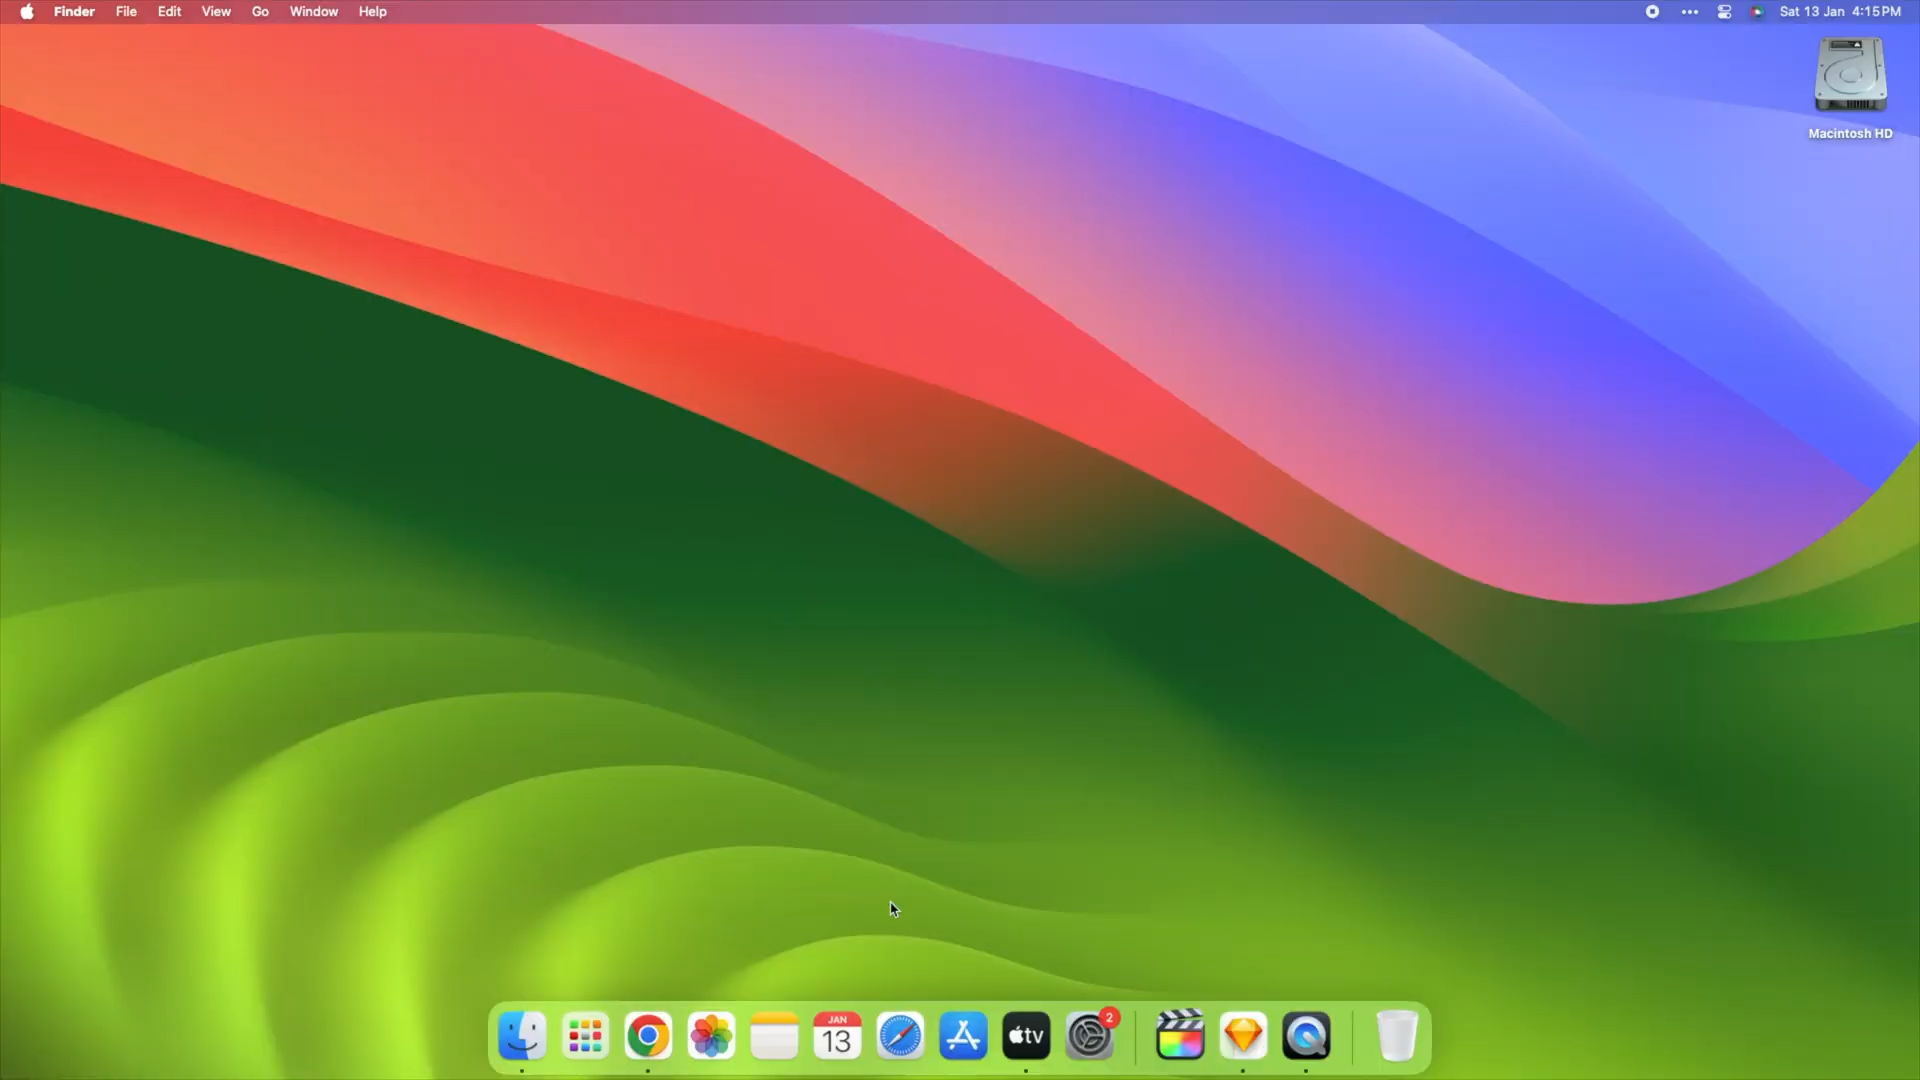 Finder File Edit View Go Window Help
Sat 13 Jan 4:15 PM
Macintosh HD
JAN
13
tv
2